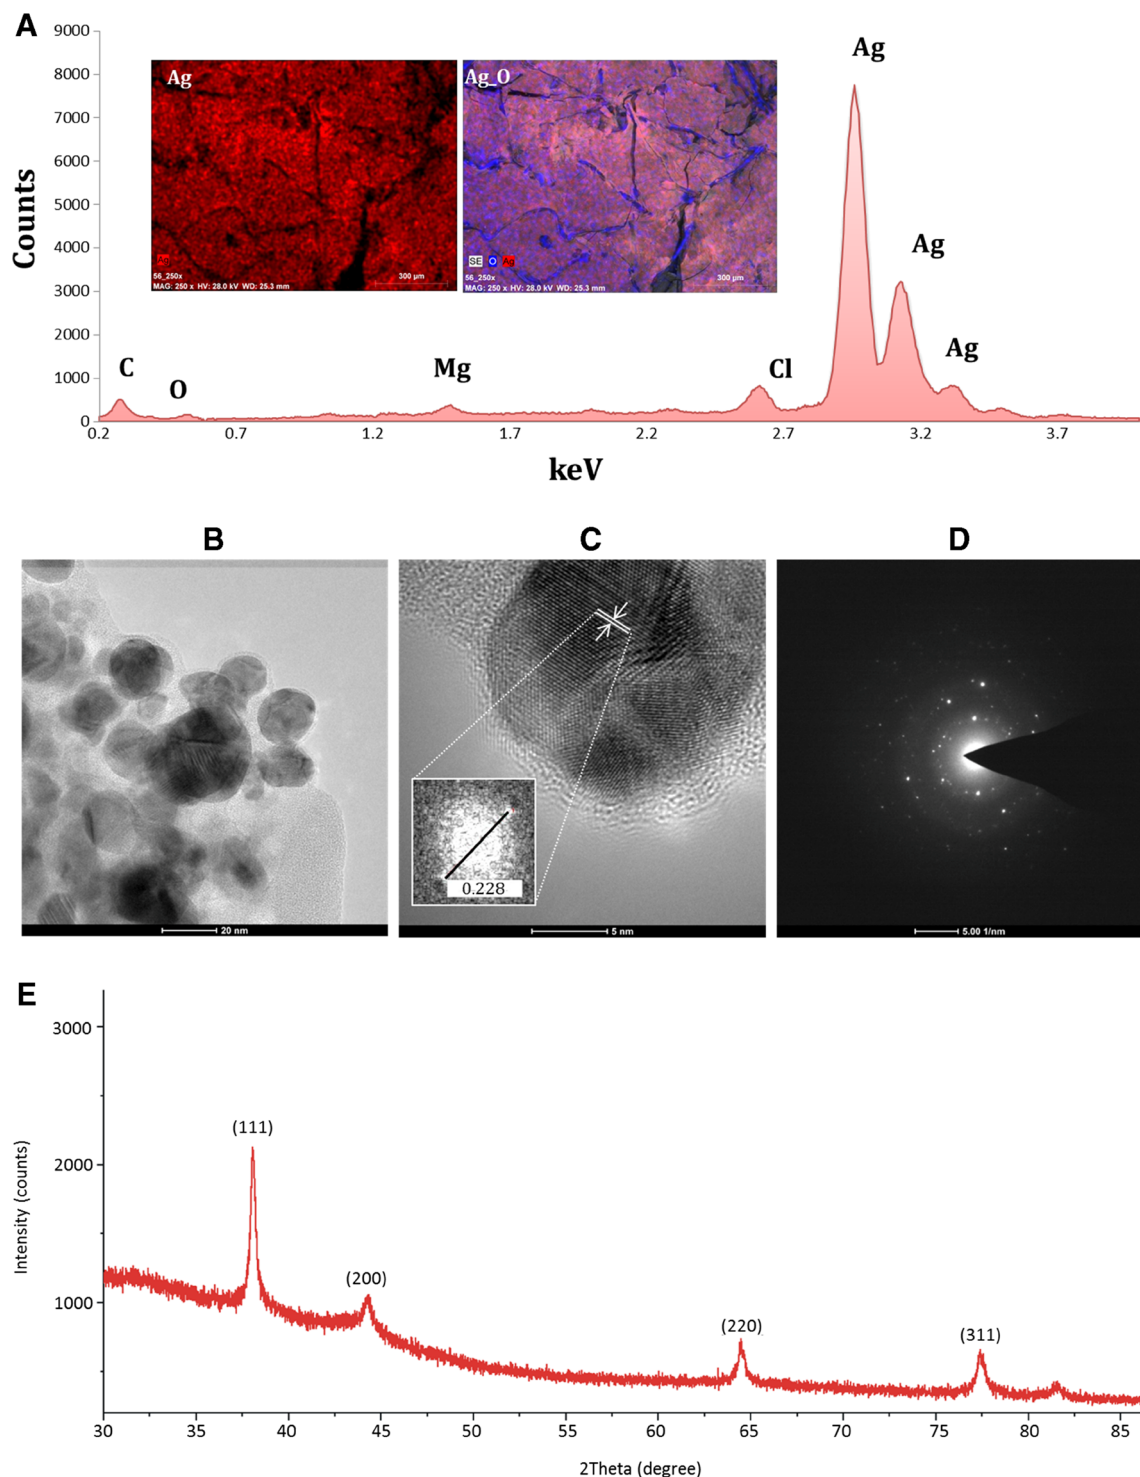 A
9000
8000
7000
6000
5000
4000
3000
2000
1000
0
Counts
Ag
Ag
56_250x
MAG: 250 x HV: 28.0 kV WD: 25.3 mm
300 µm
Ag_O
SE O Ag
56_250x
MAG: 250 x HV: 28.0 kV WD: 25.3 mm
300 µm
C
O
Mg
Cl
Ag
Ag
Ag
0.2 0.7 1.2 1.7 2.2 2.7 3.2 3.7
keV
B
20 nm
C
0.228
5 nm
D
5.00 1/nm
E
3000
2000
1000
Intensity (counts)
(111)
(200)
(220)
(311)
30 35 40 45 50 55 60 65 70 75 80 85
2Theta (degree)